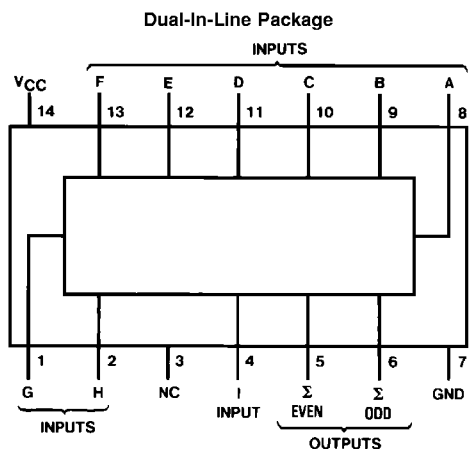 Dual-In-Line Package
INPUTS
VCC F E D C B A
14 13 12 11 10 9 8
1 2 3 4 5 6 7
G H NC I Σ Σ GND
INPUT EVEN ODD
INPUTS OUTPUTS